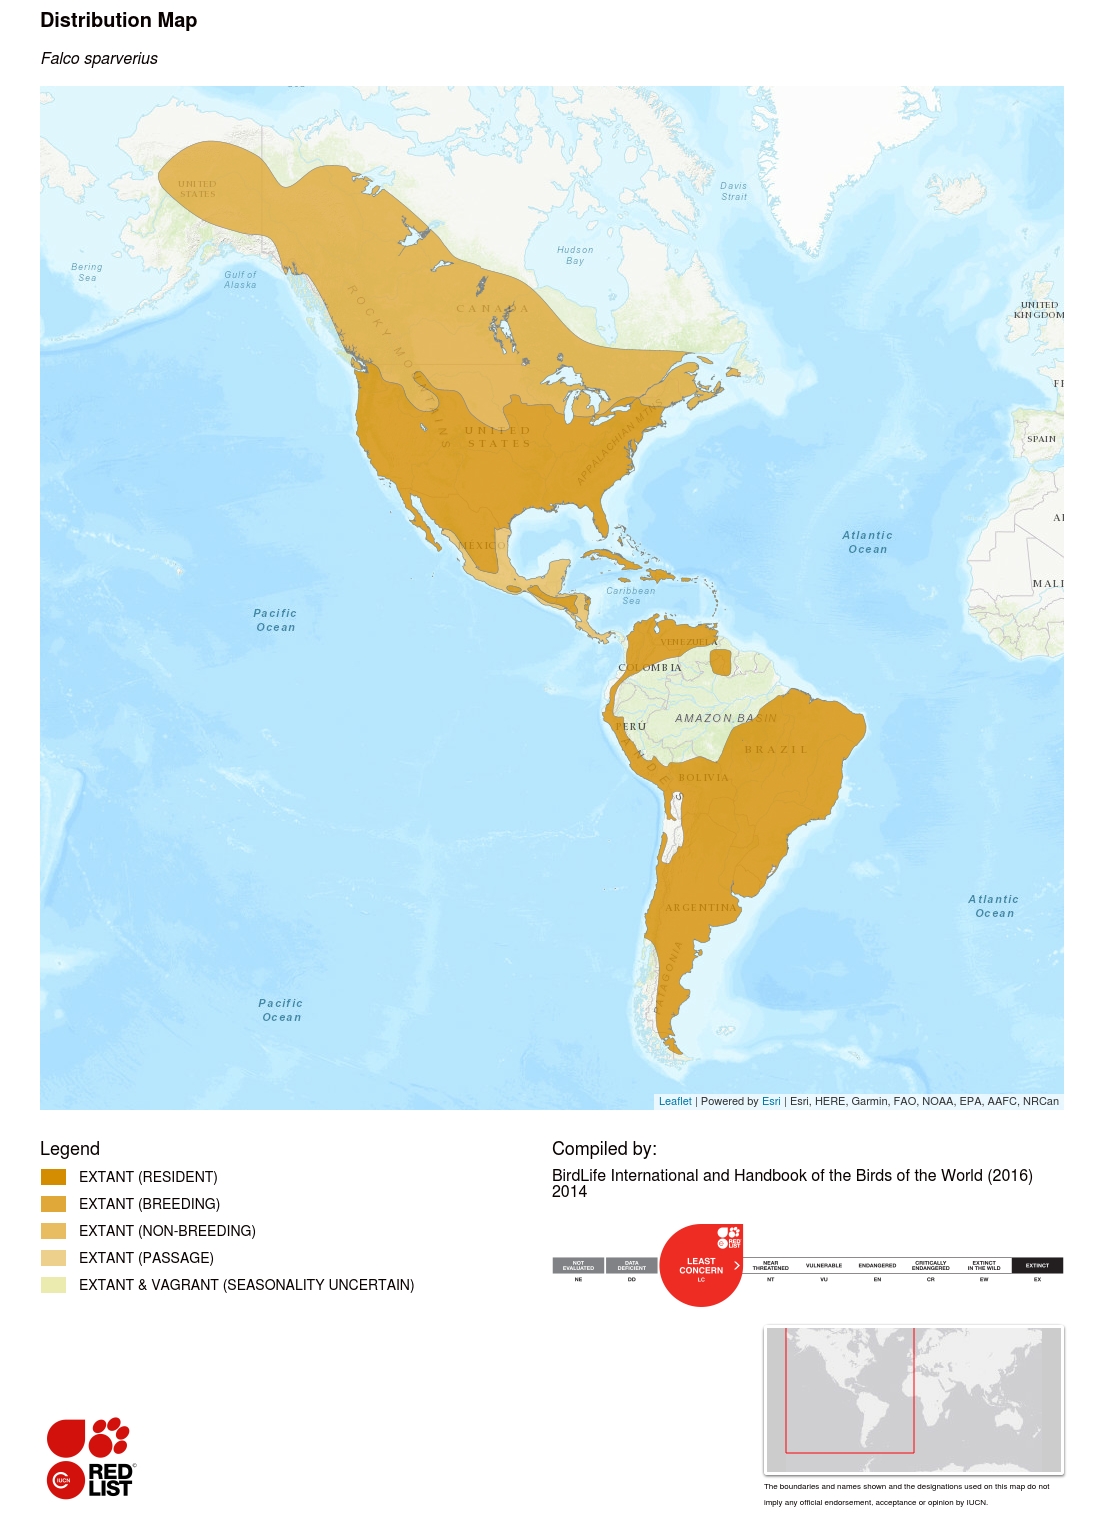 Distribution Map
Falco sparverius
UNITED
STATES
Davis
Strait
Hudson
Bay
Bering
Sea
Gulf of
Alaska
CANADA
ROCKY MOUNTAINS
UNITED
KINGDOM
FR
SPAIN
UNITED
STATES
APPALACHIAN MTNS
AL
MÉXICO
Atlantic
Ocean
MALI
Caribbean
Sea
Pacific
Ocean
VENEZUELA
COLOMBIA
AMAZON BASIN
PERÚ
ANDES
BRAZIL
BOLIVIA
ARGENTINA
PATAGONIA
Atlantic
Ocean
Pacific
Ocean
Leaflet | Powered by Esri | Esri, HERE, Garmin, FAO, NOAA, EPA, AAFC, NRCan
Legend
EXTANT (RESIDENT)
EXTANT (BREEDING)
EXTANT (NON-BREEDING)
EXTANT (PASSAGE)
EXTANT & VAGRANT (SEASONALITY UNCERTAIN)
Compiled by:
BirdLife International and Handbook of the Birds of the World (2016)
2014
RED
LIST
NOT
EVALUATED
NE
DATA
DEFICIENT
DD
LEAST
CONCERN
LC
NEAR
THREATENED
NT
VULNERABLE
VU
ENDANGERED
EN
CRITICALLY
ENDANGERED
CR
EXTINCT
IN THE WILD
EW
EXTINCT
EX
IUCN
RED
LIST
©
The boundaries and names shown and the designations used on this map do not
imply any official endorsement, acceptance or opinion by IUCN.